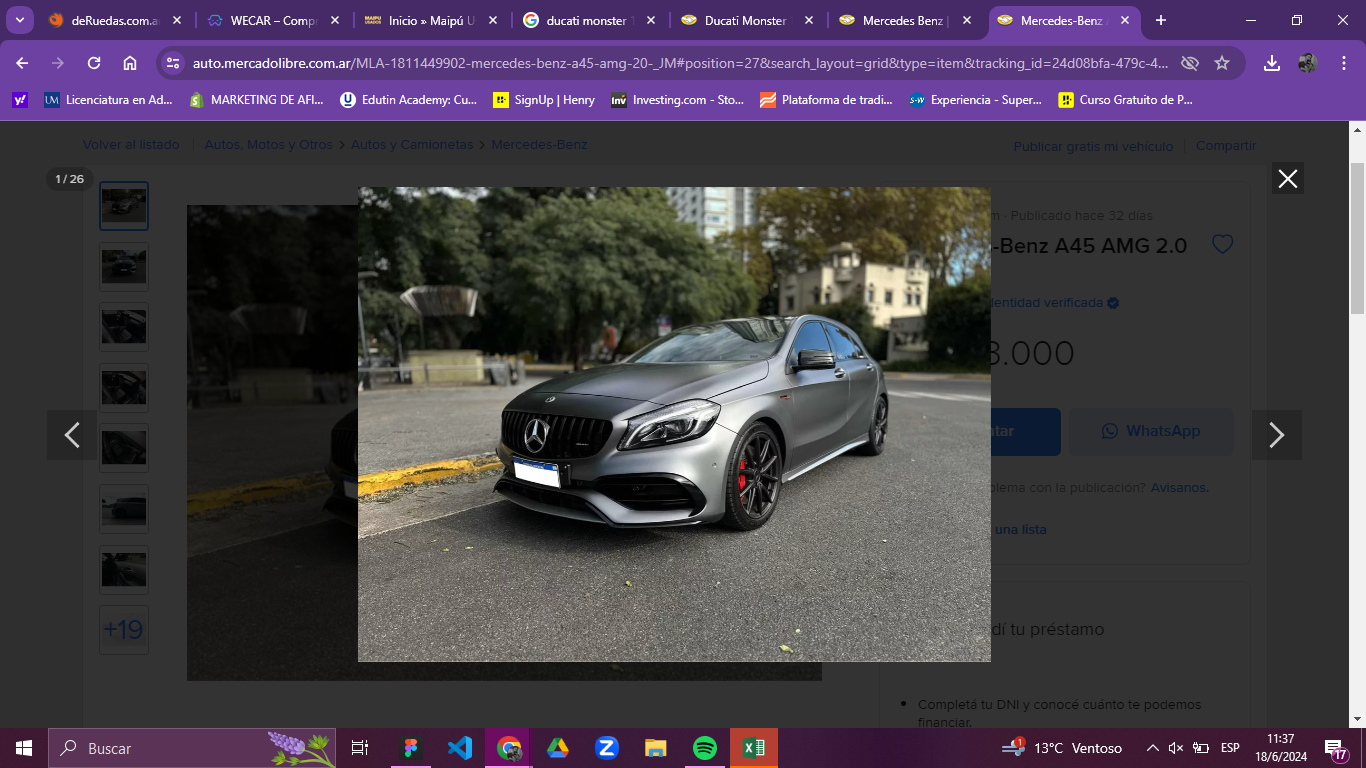 deRuedas.com.a
WECAR – Compr
Inicio » Maipú U
ducati monster 1
Ducati Monster
Mercedes Benz |
Mercedes-Benz A
auto.mercadolibre.com.ar/MLA-1811449902-mercedes-benz-a45-amg-20-_JM#position=27&search_layout=grid&type=item&tracking_id=24d08bfa-479c-4...
Licenciatura en Ad...
MARKETING DE AFI...
Edutin Academy: Cu...
SignUp | Henry
Investing.com - Sto...
Plataforma de tradi...
Experiencia - Super...
Curso Gratuito de P...
Volver al listado | Autos, Motos y Otros > Autos y Camionetas > Mercedes-Benz
Publicar gratis mi vehículo | Compartir
1 / 26
m · Publicado hace 32 días
-Benz A45 AMG 2.0
dentidad verificada
8.000
tar
WhatsApp
blema con la publicación? Avisanos.
una lista
+19
dí tu préstamo
Completá tu DNI y conocé cuánto te podemos
financiar.
Buscar
13°C Ventoso
ESP
11:37
18/6/2024
17